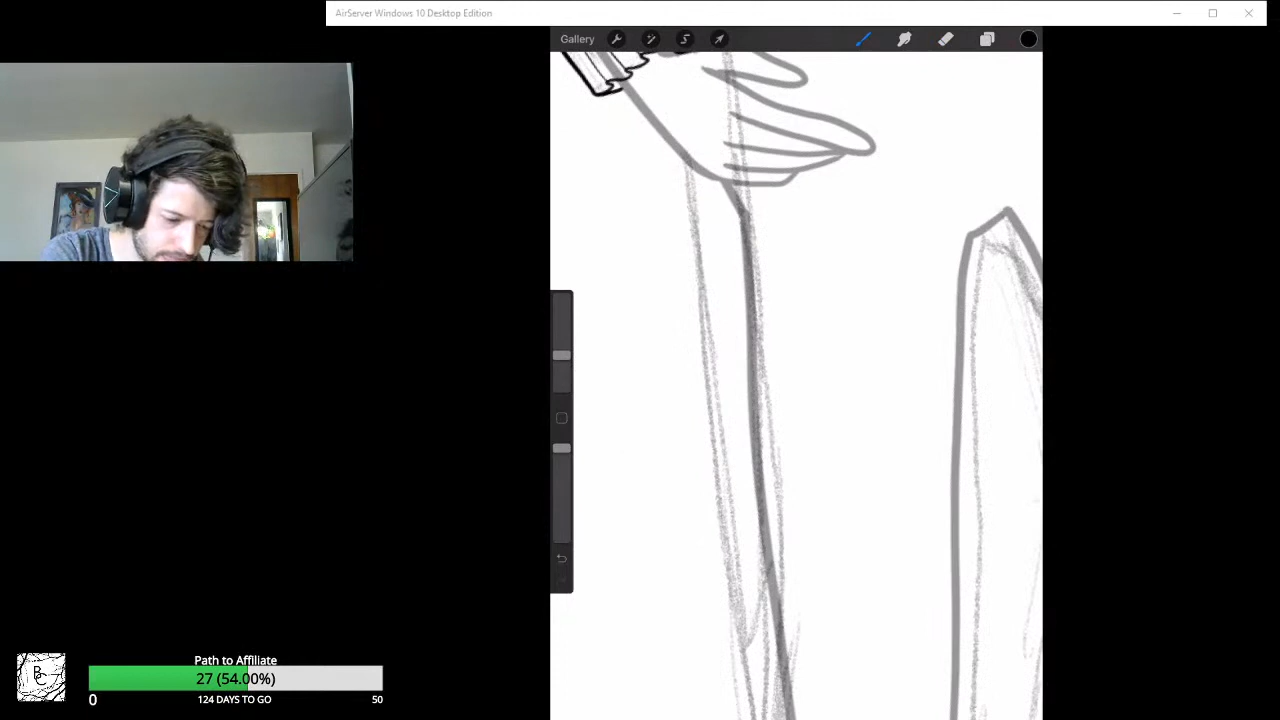 AirServer Windows 10 Desktop Edition
Gallery
Path to Affiliate
27 (54.00%)
0
124 DAYS TO GO
50